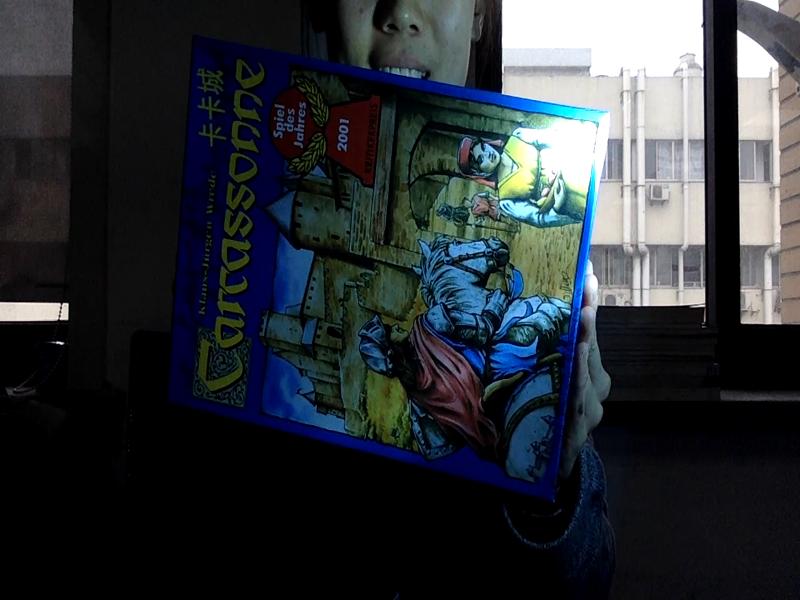 卡卡城
Klaus-Jürgen Wrede
Carcassonne
Spiel
des
Jahres
2001